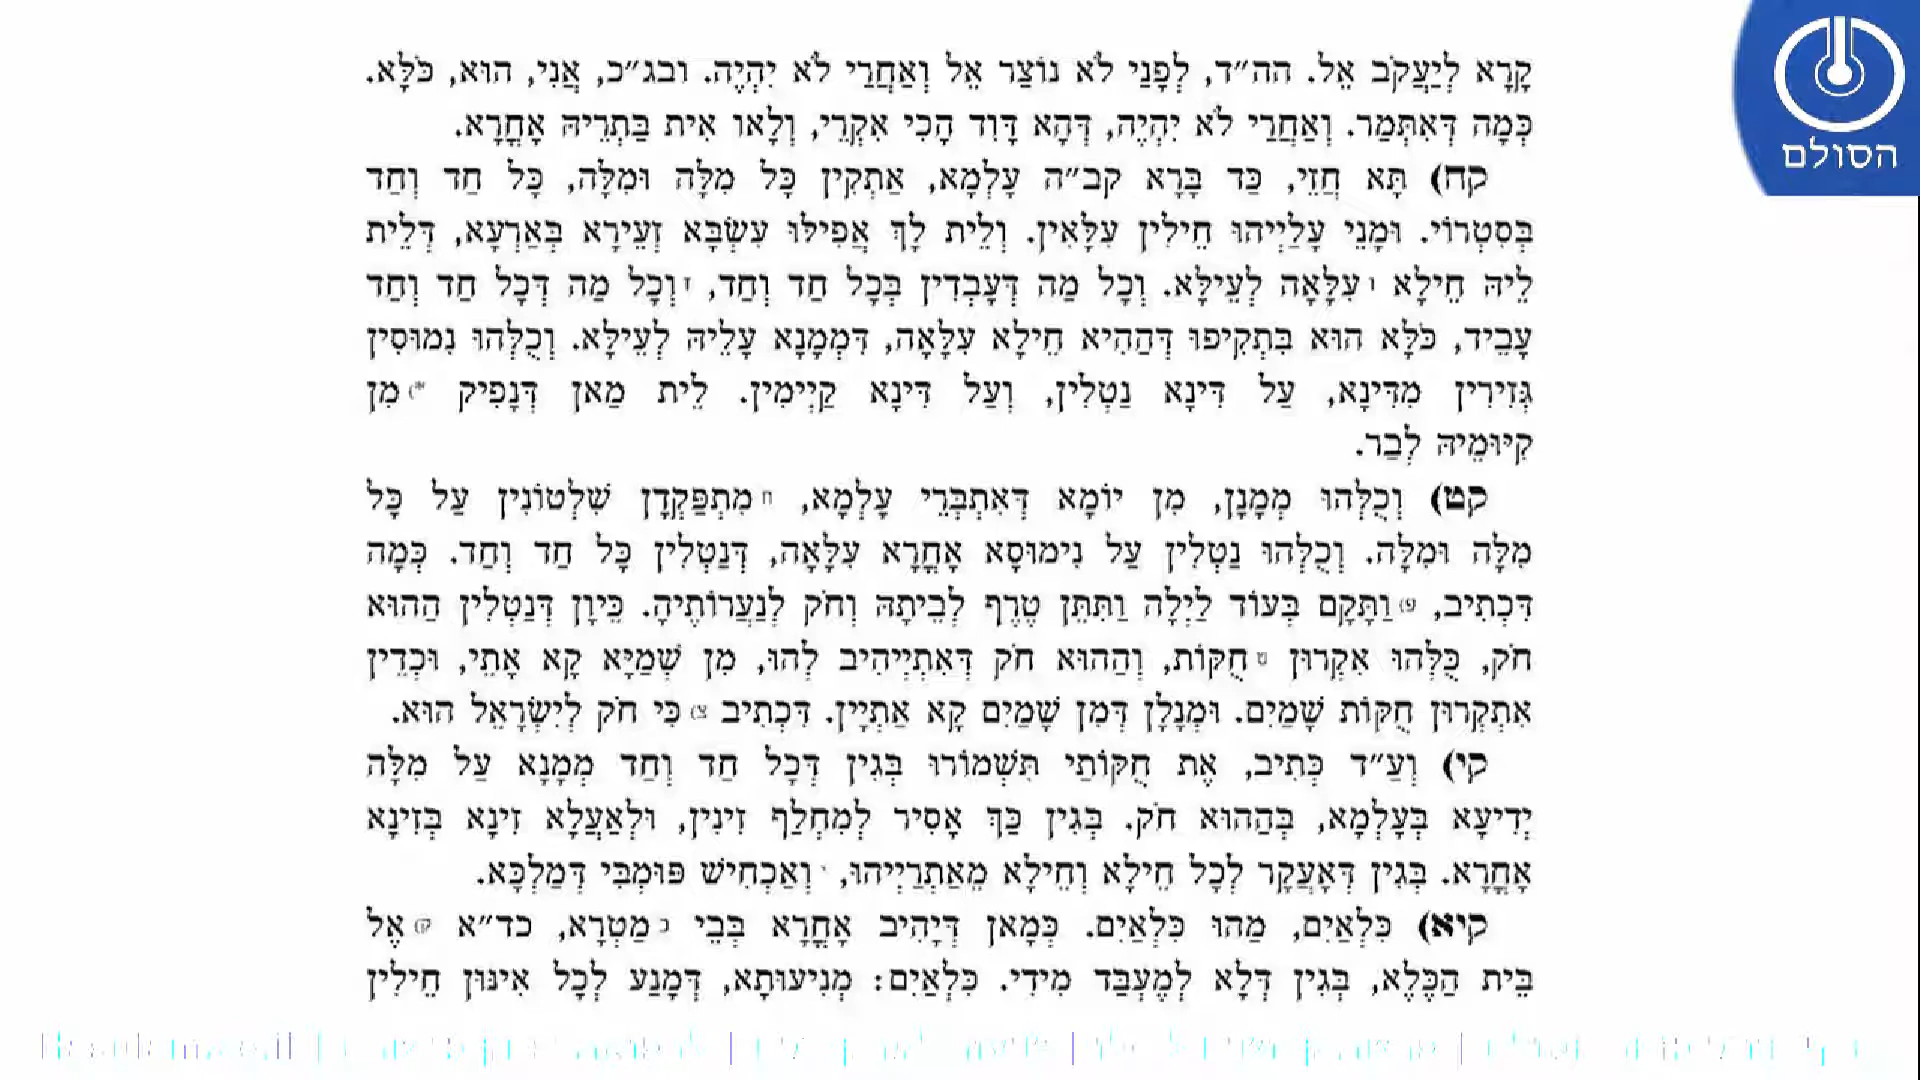 קָרָא לְיַעֲקֹב אֵל. הה״ד, לְפָנַי לֹא נוֹצַר אֵל וְאַחֲרַי לֹא יִהְיֶה. ובג״כ, אֲנִי, הוּא, כֹּלָּא.
כְּמָה דְּאִתְּמַר. וְאַחֲרַי לֹא יִהְיֶה, דְּהָא דָּוִד הָכִי אִקְרֵי, וְלָאו אִית בַּתְרֵיהּ אָחֳרָא.
קח) תָּא חֲזֵי, כַּד בָּרָא קב״ה עָלְמָא, אַתְקִין כָּל מִלָּה וּמִלָּה, כָּל חַד וְחַד
בְּסִטְרוֹי. וּמָנֵי עָלַיְיהוּ חֵילִין עִלָּאִין. וְלֵית לָךְ אֲפִילּוּ עִשְׂבָּא זְעֵירָא בְּאַרְעָא, דְּלֵית
לֵיהּ חֵילָא ו עִלָּאָה לְעֵילָּא. וְכָל מַה דְּעָבְדִין בְּכָל חַד וְחַד, ז וְכָל מַה דְּכָל חַד וְחַד
עָבֵיד, כֹּלָּא הוּא בִּתְקִיפוּ דְּהַהִיא חֵילָא עִלָּאָה, דִּמְמָנָא עָלֵיהּ לְעֵילָּא. וְכֻלְּהוּ נִמוּסִין
גְּזִירִין מִדִּינָא, עַל דִּינָא נַטְלִין, וְעַל דִּינָא קַיְימִין. לֵית מַאן דְּנָפִיק *) מִן
קִיּוּמֵיהּ לְבַר.
קט) וְכֻלְּהוּ מְמָנָן, מִן יוֹמָא דְּאִתְבְּרֵי עָלְמָא, ח מִתְפַּקְּדָן שִׁלְטוֹנִין עַל כָּל
מִלָּה וּמִלָּה. וְכֻלְּהוּ נַטְלִין עַל נִימוּסָא אָחֳרָא עִלָּאָה, דְּנַטְלִין כָּל חַד וְחַד. כְּמָה
דִּכְתִיב, פ) וַתָּקָם בְּעוֹד לַיְלָה וַתִּתֵּן טֶרֶף לְבֵיתָהּ וְחֹק לְנַעֲרוֹתֶיהָ. כֵּיוָן דְּנַטְלִין הַהוּא
חֹק, כֻּלְּהוּ אִקְרוּן ט חֻקּוֹת, וְהַהוּא חֹק דְּאִתְיְיהִיב לְהוּ, מִן שְׁמַיָּא קָא אָתֵי, וּכְדֵין
אִתְקְרוּן חֻקּוֹת שָׁמַיִם. וּמְנָלָן דְּמִן שָׁמַיִם קָא אַתְיָין. דִּכְתִיב צ) כִּי חֹק לְיִשְׂרָאֵל הוּא.
קי) וְעַ״ד כְּתִיב, אֶת חֻקּוֹתַי תִּשְׁמוֹרוּ בְּגִין דְּכָל חַד וְחַד מְמָנָא עַל מִלָּה
יְדִיעָא בְּעָלְמָא, בְּהַהוּא חֹק. בְּגִין כַּךְ אָסִיר לְמִחְלַף זִינִין, וּלְאַעֲלָא זִינָא בְּזִינָא
אָחֳרָא. בְּגִין דְּאָעֲקָר לְכָל חֵילָא וְחֵילָא מֵאַתְרַיְיהוּ, י וְאַכְחִישׁ פּוּמְבִּי דְּמַלְכָּא.
קיא) כִּלְאַיִם, מַהוּ כִּלְאַיִם. כְּמָאן דְּיָהִיב אָחֳרָא בְּבֵי כ מַטְרָא, כד״א ק) אֶל
בֵּית הַכֶּלֶא, בְּגִין דְּלָא לְמֶעְבַּד מִידִי. כִּלְאַיִם: מְנִיעוּתָא, דְּמָנַע לְכָל אִינּוּן חֵילִין
הסולם